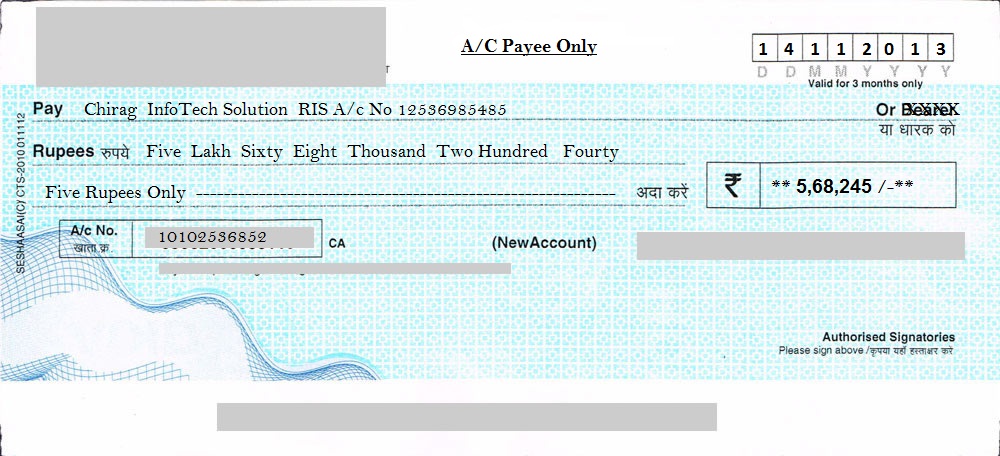 A/C Payee Only
1 4 1 1 2 0 1 3
D D M M Y Y Y Y
Valid for 3 months only
Pay Chirag InfoTech Solution RIS A/c No 12536985485 Or Bearer XXXX
या धारक को
Rupees रुपये Five Lakh Sixty Eight Thousand Two Hundred Fourty
Five Rupees Only अदा करें ₹ ** 5,68,245 /-**
A/c No. 10102536852
खाता क्र.
CA (NewAccount)
SESHAASAI(C) CTS-2010 011112
Authorised Signatories
Please sign above /कृपया यहाँ हस्ताक्षर करें